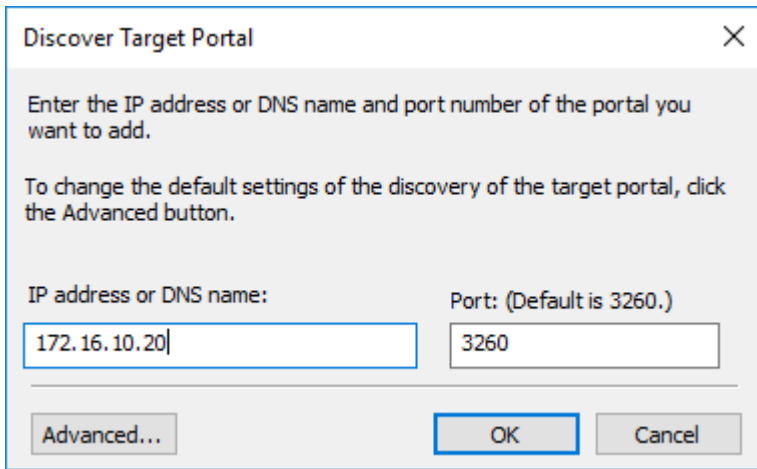 Discover Target Portal
Enter the IP address or DNS name and port number of the portal you
want to add.
To change the default settings of the discovery of the target portal, click
the Advanced button.
IP address or DNS name:
Port: (Default is 3260.)
172.16.10.20
3260
Advanced...
OK
Cancel